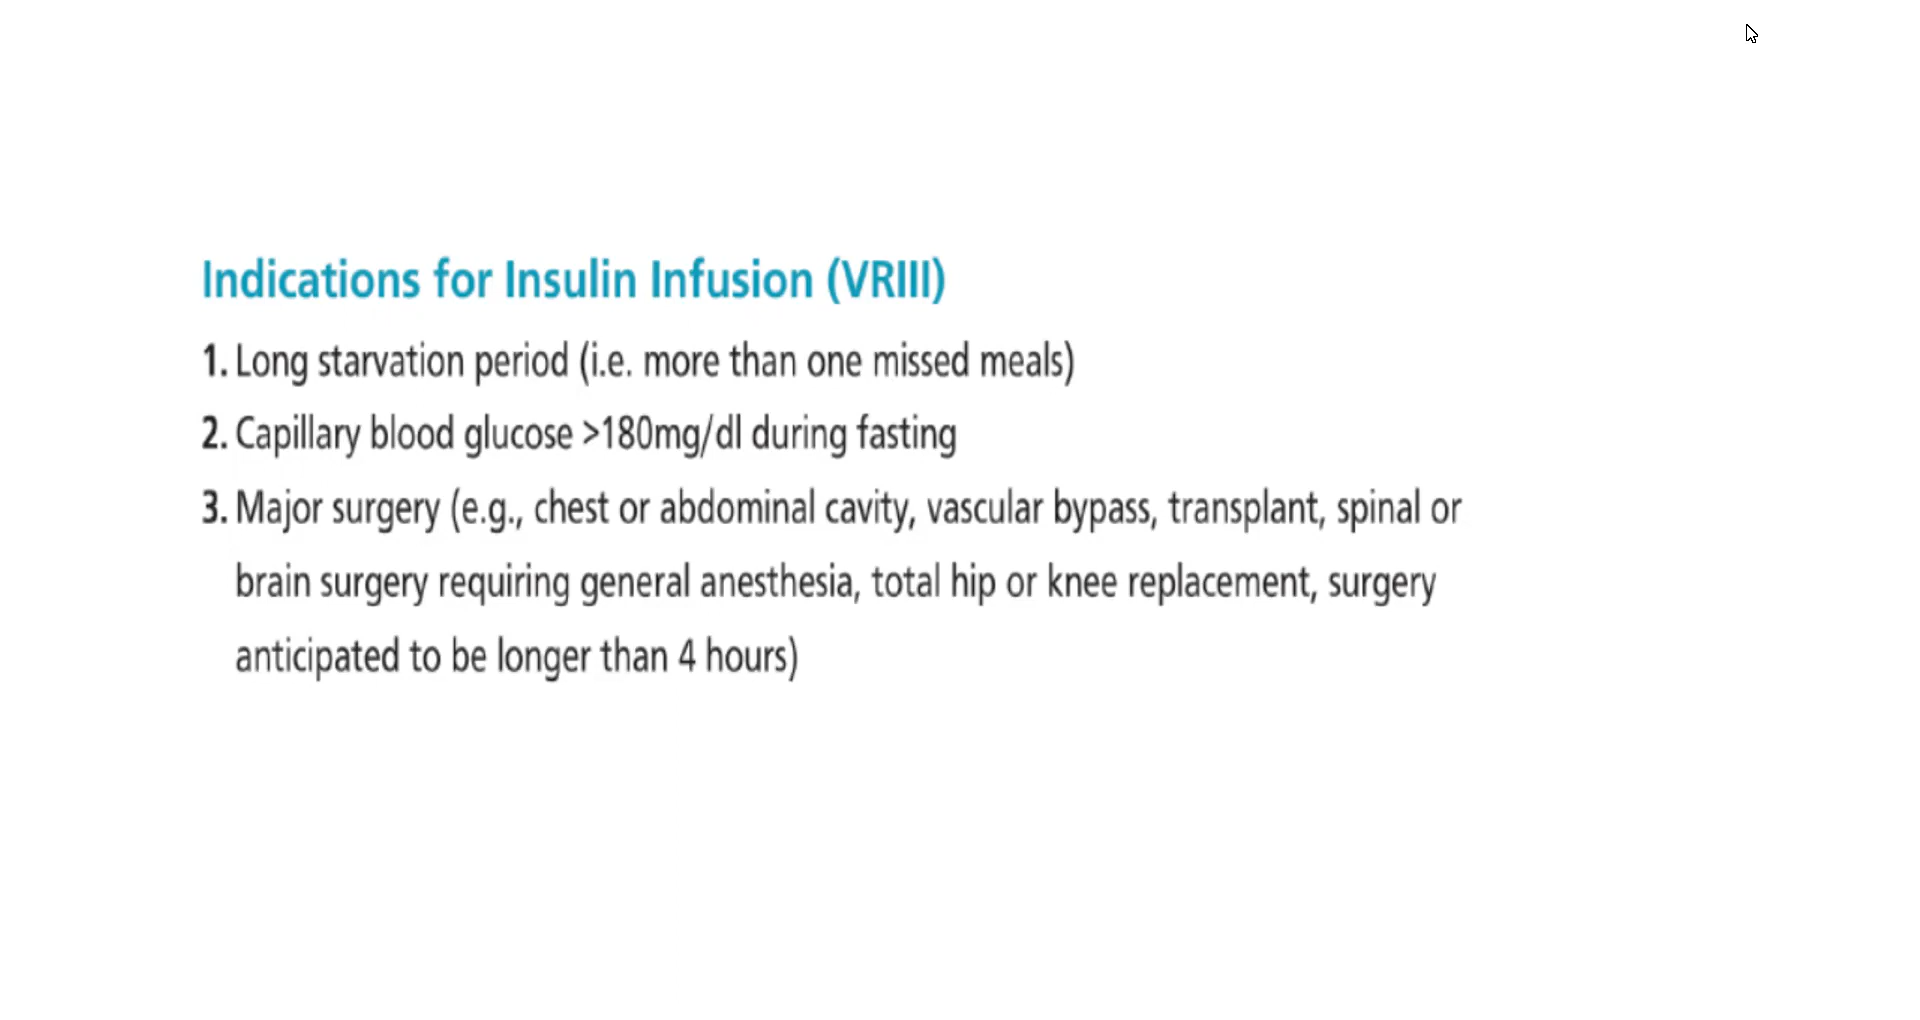 Indications for Insulin Infusion (VRIII)
1. Long starvation period (i.e. more than one missed meals)
2. Capillary blood glucose >180mg/dl during fasting
3. Major surgery (e.g., chest or abdominal cavity, vascular bypass, transplant, spinal or
brain surgery requiring general anesthesia, total hip or knee replacement, surgery
anticipated to be longer than 4 hours)